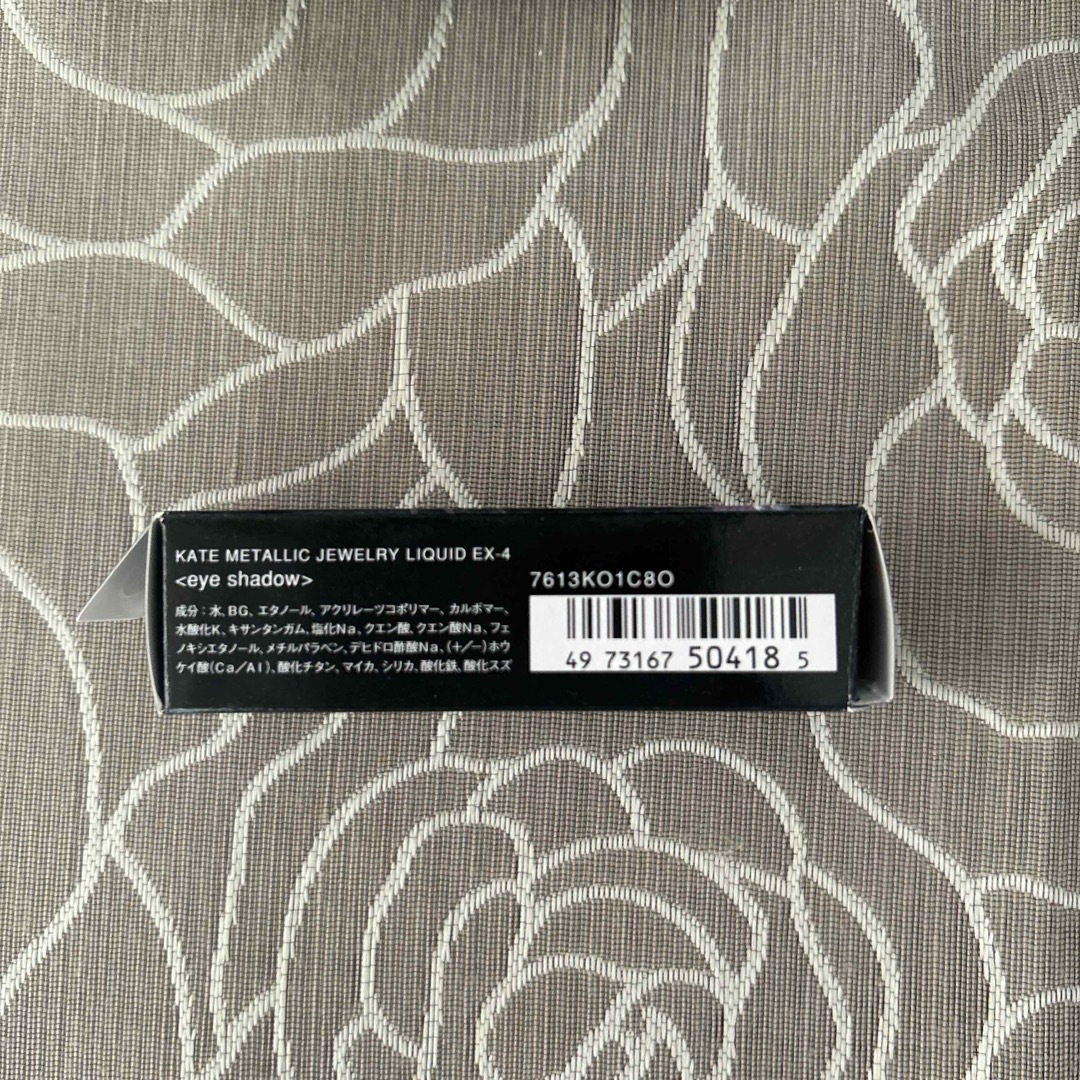 KATE METALLIC JEWELRY LIQUID EX-4
<eye shadow>
成分：水、BG、エタノール、アクリレーツコポリマー、カルボマー、
水酸化K、キサンタンガム、塩化Na、クエン酸、クエン酸Na、フェ
ノキシエタノール、メチルパラベン、デヒドロ酢酸Na、(+/−)ホウ
ケイ酸(Ca/Al)、酸化チタン、マイカ、シリカ、酸化鉄、酸化スズ
7613KO1C8O
49 73167 50418 5